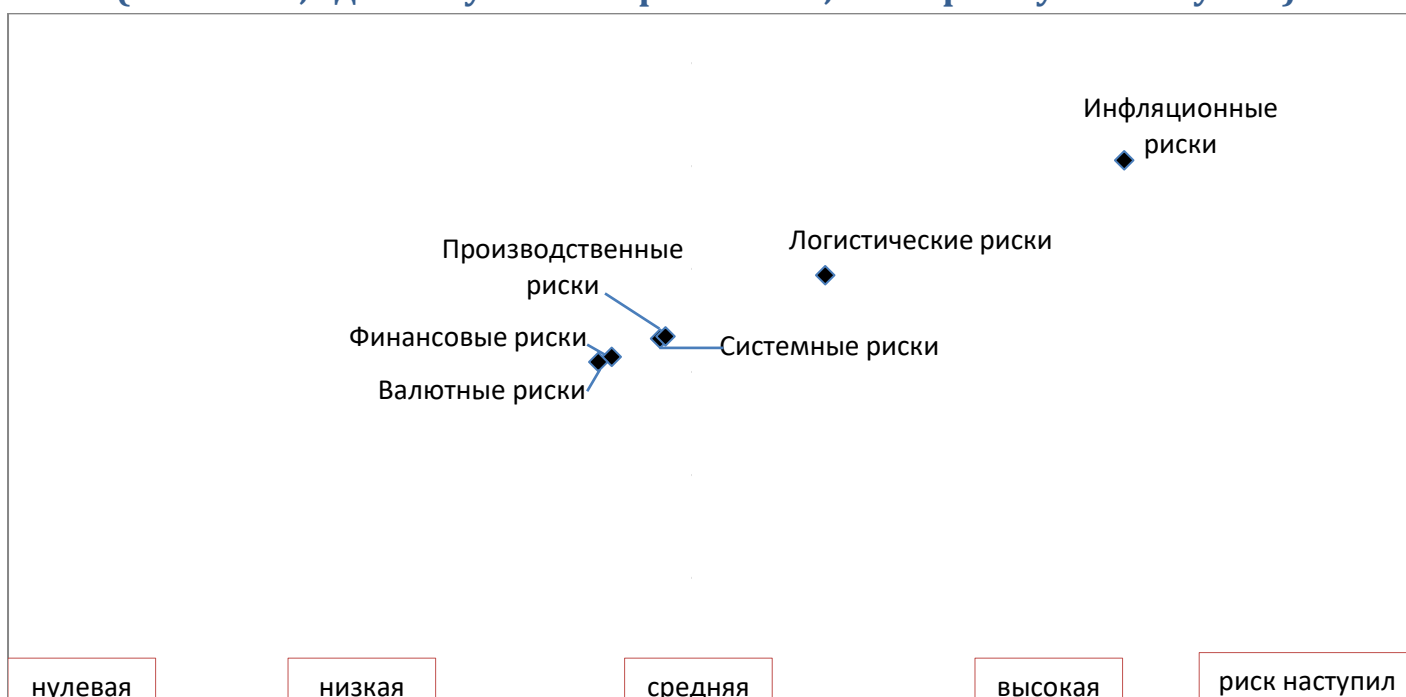 Инфляционные
риски
Логистические риски
Производственные
риски
Финансовые риски
Системные риски
Валютные риски
нулевая
низкая
средняя
высокая
риск наступил